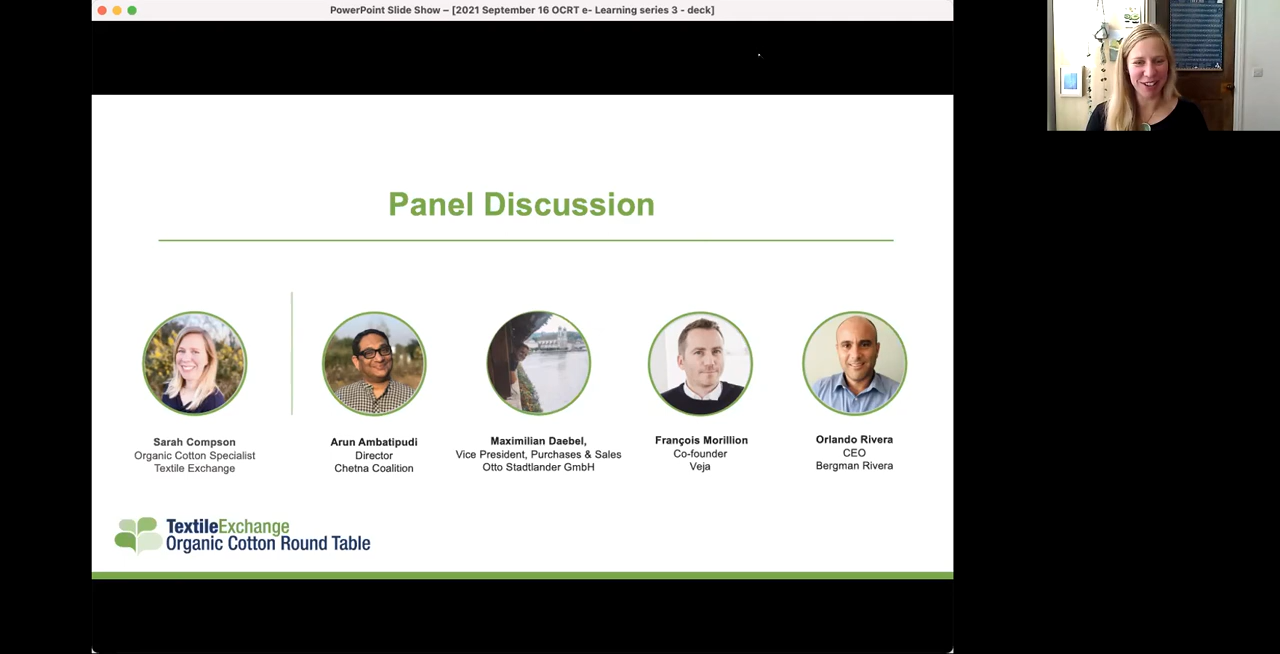 PowerPoint Slide Show – [2021 September 16 OCRT e- Learning series 3 - deck]
Panel Discussion
Sarah Compson
Organic Cotton Specialist
Textile Exchange
Arun Ambatipudi
Director
Chetna Coalition
Maximilian Daebel,
Vice President, Purchases & Sales
Otto Stadtlander GmbH
François Morillion
Co-founder
Veja
Orlando Rivera
CEO
Bergman Rivera
TextileExchange
Organic Cotton Round Table